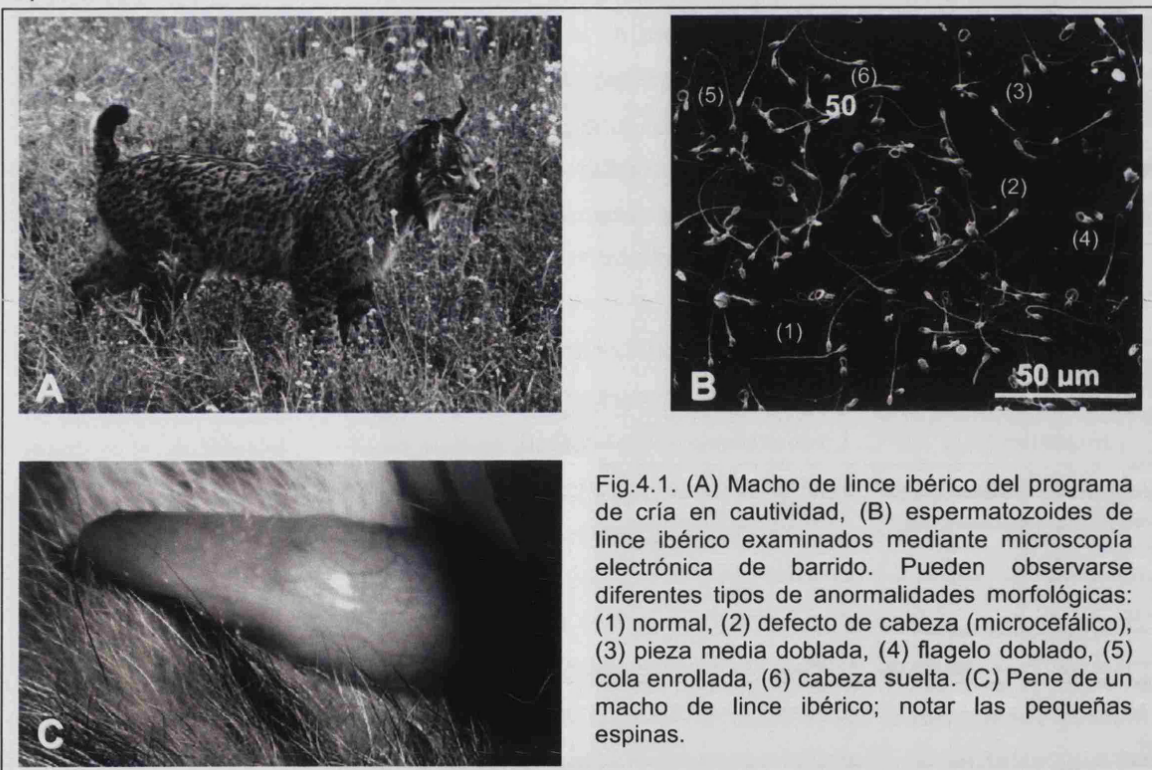 A
(5)
(6)
50
(3)
(2)
(4)
(1)
B
50 µm
C
Fig.4.1. (A) Macho de lince ibérico del programa
de cría en cautividad, (B) espermatozoides de
lince ibérico examinados mediante microscopía
electrónica de barrido. Pueden observarse
diferentes tipos de anormalidades morfológicas:
(1) normal, (2) defecto de cabeza (microcefálico),
(3) pieza media doblada, (4) flagelo doblado, (5)
cola enrollada, (6) cabeza suelta. (C) Pene de un
macho de lince ibérico; notar las pequeñas
espinas.